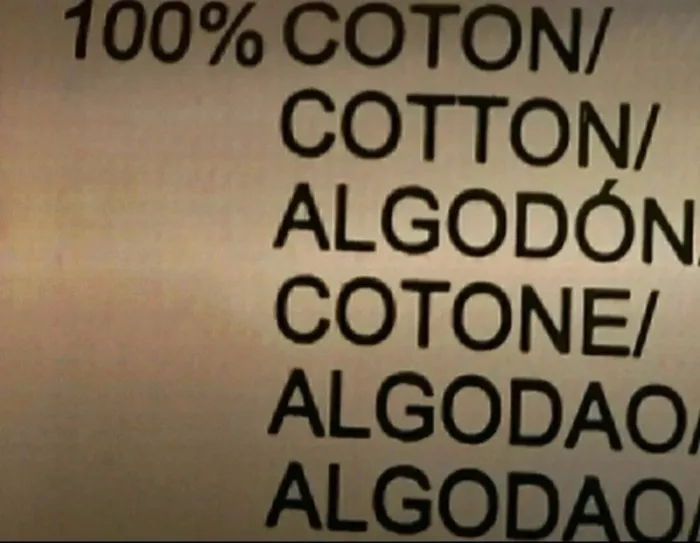 100% COTON/
COTTON/
ALGODÓN/
COTONE/
ALGODAO/
ALGODAO/